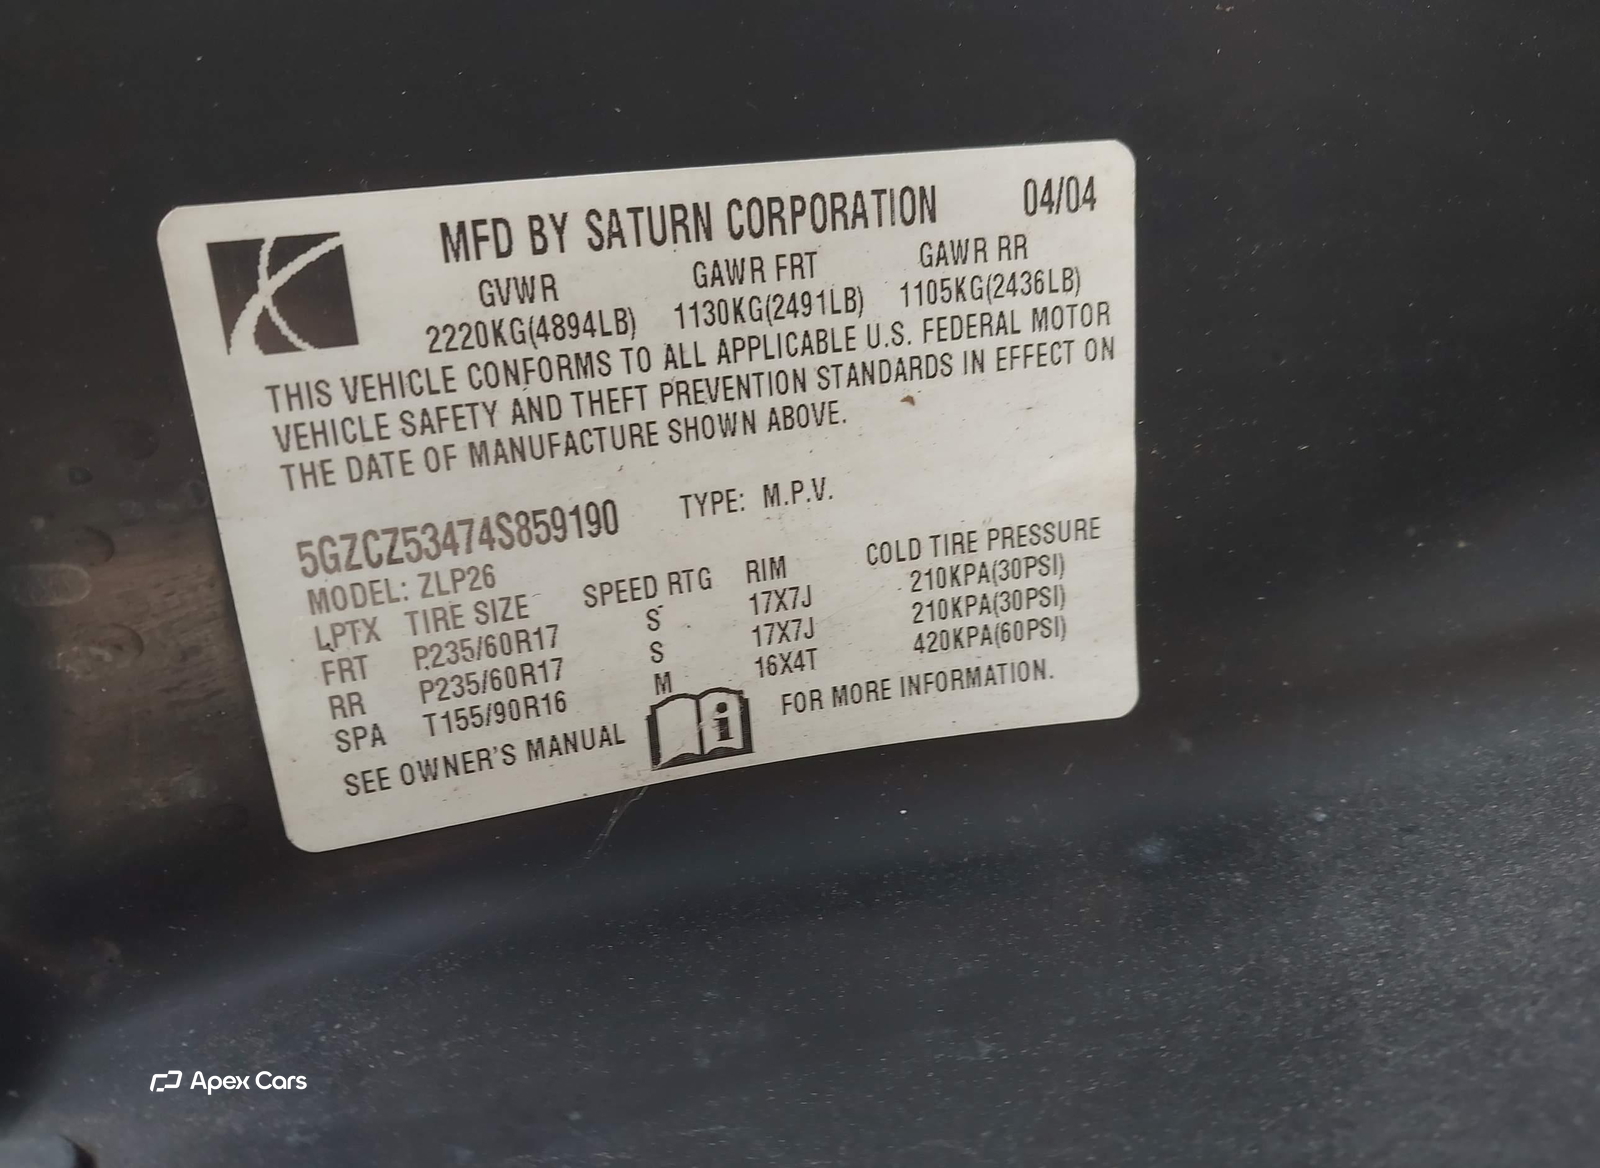 MFD BY SATURN CORPORATION 04/04
GVWR GAWR FRT GAWR RR
2220KG(4894LB) 1130KG(2491LB) 1105KG(2436LB)
THIS VEHICLE CONFORMS TO ALL APPLICABLE U.S. FEDERAL MOTOR
VEHICLE SAFETY AND THEFT PREVENTION STANDARDS IN EFFECT ON
THE DATE OF MANUFACTURE SHOWN ABOVE.
5GZCZ53474S859190 TYPE: M.P.V.
MODEL: ZLP26
LPTX TIRE SIZE SPEED RTG RIM COLD TIRE PRESSURE
FRT P235/60R17 S 17X7J 210KPA(30PSI)
RR P235/60R17 S 17X7J 210KPA(30PSI)
SPA T155/90R16 M 16X4T 420KPA(60PSI)
SEE OWNER'S MANUAL i FOR MORE INFORMATION.
Apex Cars